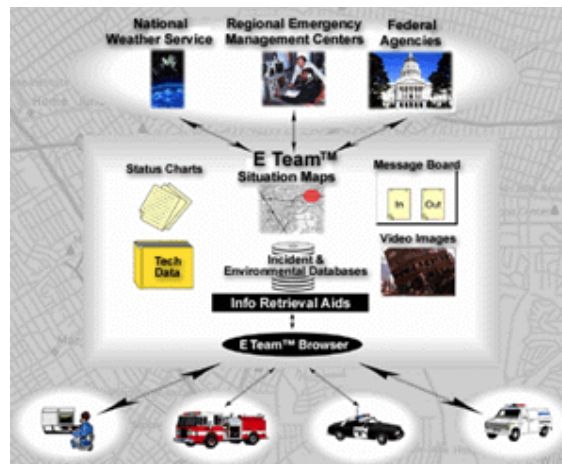 National
Weather Service
Regional Emergency
Management Centers
Federal
Agencies
E Team™
Situation Maps
Status Charts
Message Board
In
Out
Tech
Data
Video Images
Incident &
Environmental Databases
Info Retrieval Aids
E Team™ Browser